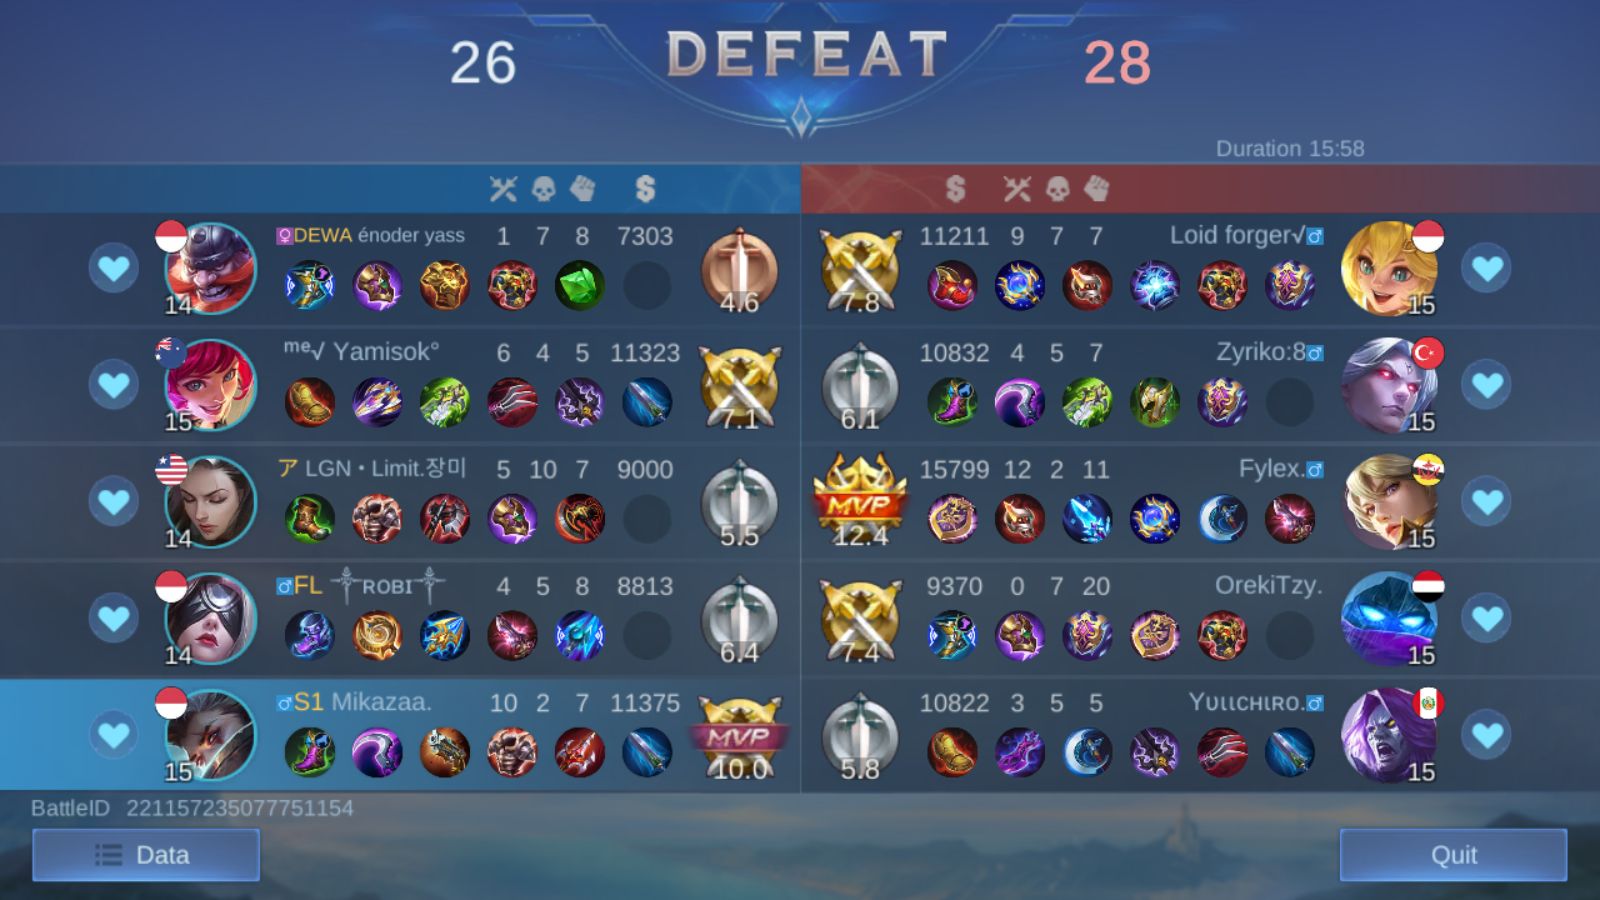 26 DEFEAT 28
Duration 15:58
DEWA énoder yass 1 7 8 7303
14 4.6
7.8 11211 9 7 7 Loid forger√
15
ᵐᵉ√ Yamisok° 6 4 5 11323
15 7.1
6.1 10832 4 5 7 Zyriko:8
15
ア LGN • Limit.장미 5 10 7 9000
14 5.5
MVP 12.4 15799 12 2 11 Fylex.
15
FL ROBI 4 5 8 8813
14 6.4
7.4 9370 0 7 20 OrekiTzy.
15
S1 Mikazaa. 10 2 7 11375
15 MVP 10.0
5.8 10822 3 5 5 Yυιιcнιro.
15
BattleID 221157235077751154
Data
Quit